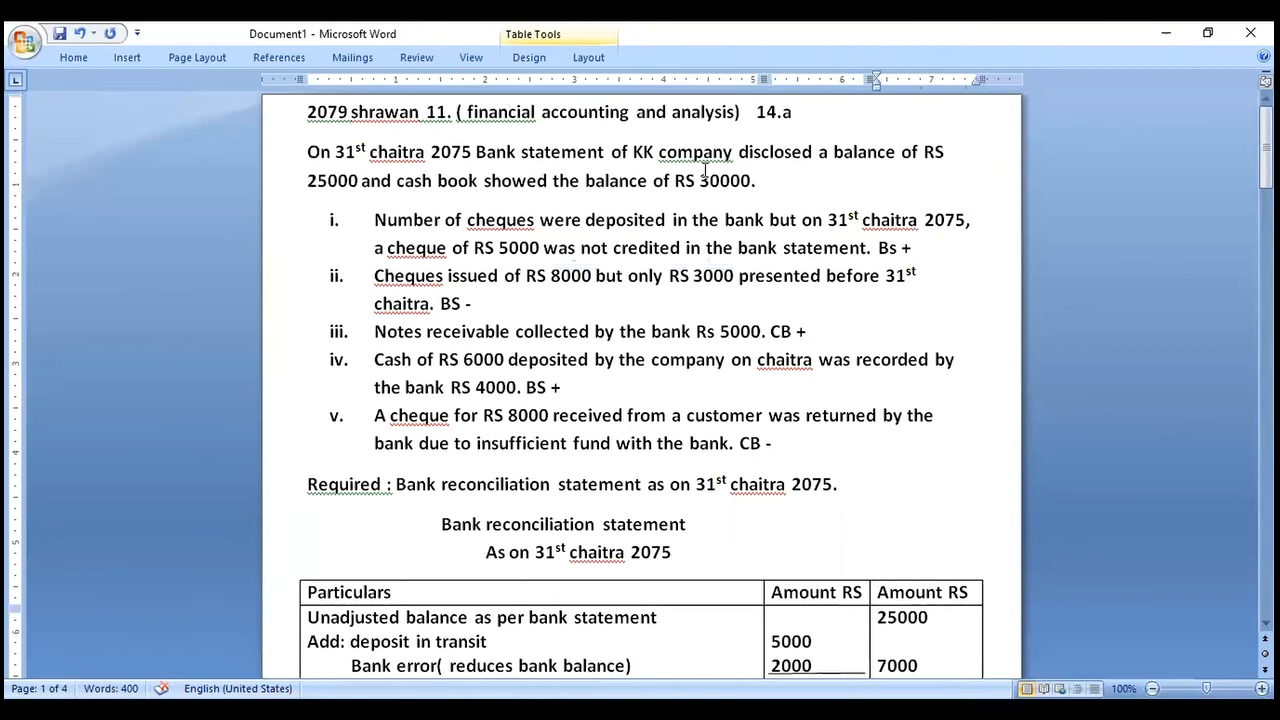 Document1 - Microsoft Word
Table Tools
Home Insert Page Layout References Mailings Review View Design Layout
1 2 3 4 5 6 7
2079 shrawan 11. ( financial accounting and analysis) 14.a
On 31st chaitra 2075 Bank statement of KK company disclosed a balance of RS
25000 and cash book showed the balance of RS 30000.
i. Number of cheques were deposited in the bank but on 31st chaitra 2075,
a cheque of RS 5000 was not credited in the bank statement. Bs +
ii. Cheques issued of RS 8000 but only RS 3000 presented before 31st
chaitra. BS -
iii. Notes receivable collected by the bank Rs 5000. CB +
iv. Cash of RS 6000 deposited by the company on chaitra was recorded by
the bank RS 4000. BS +
v. A cheque for RS 8000 received from a customer was returned by the
bank due to insufficient fund with the bank. CB -
Required : Bank reconciliation statement as on 31st chaitra 2075.
Bank reconciliation statement
As on 31st chaitra 2075
Particulars Amount RS Amount RS
Unadjusted balance as per bank statement 25000
Add: deposit in transit 5000
Bank error( reduces bank balance) 2000 7000
Page: 1 of 4 Words: 400 English (United States) 100%